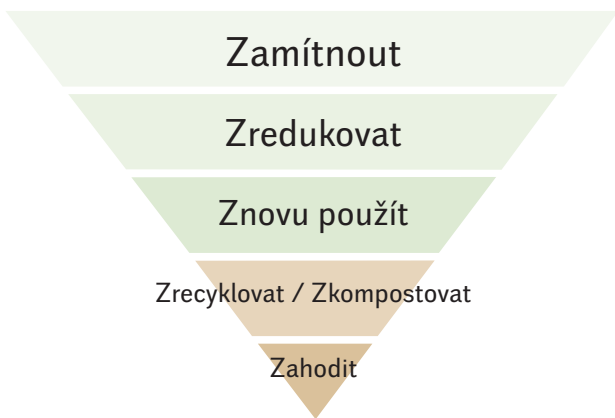 Zamítnout
Zredukovat
Znovu použít
Zrecyklovat / Zkompostovat
Zahodit